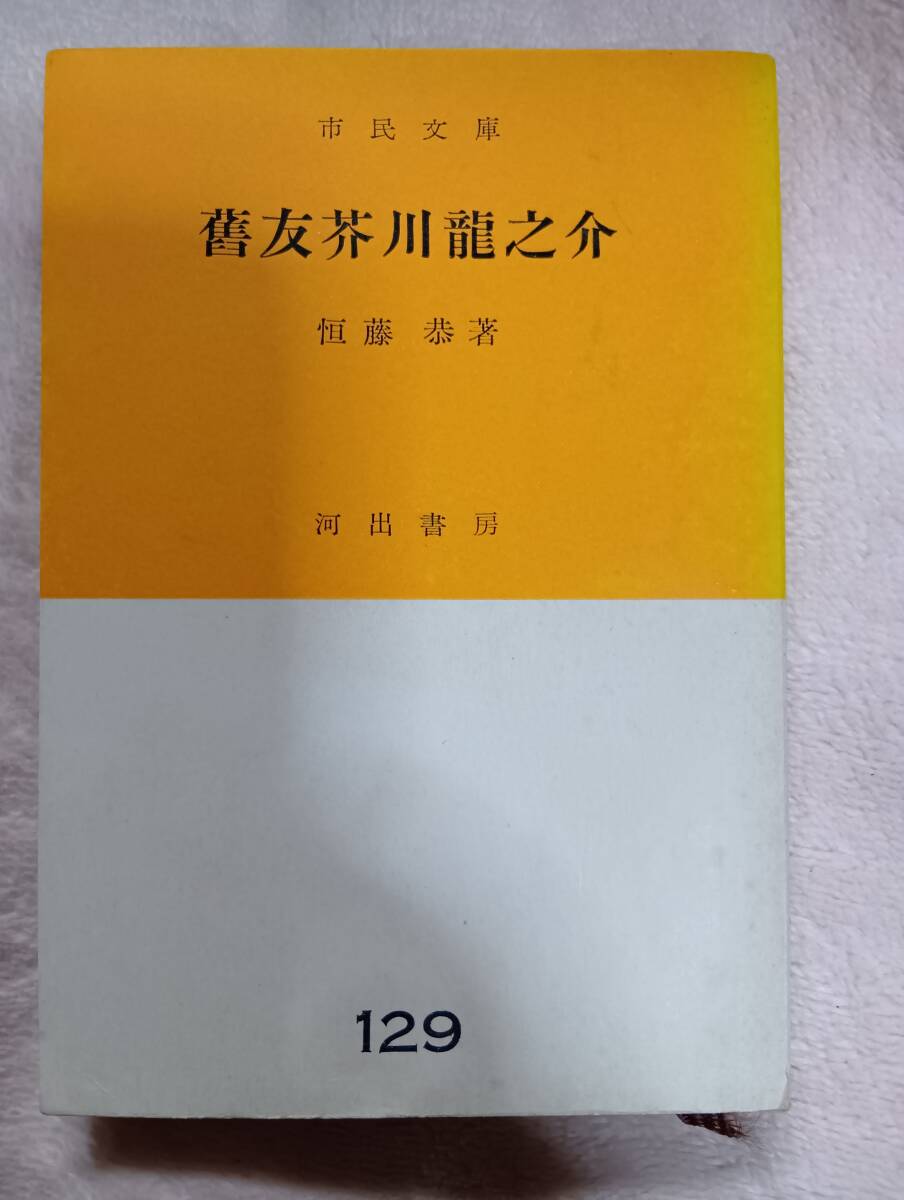 市民文庫
舊友芥川龍之介
恒藤 恭著
河出書房
129